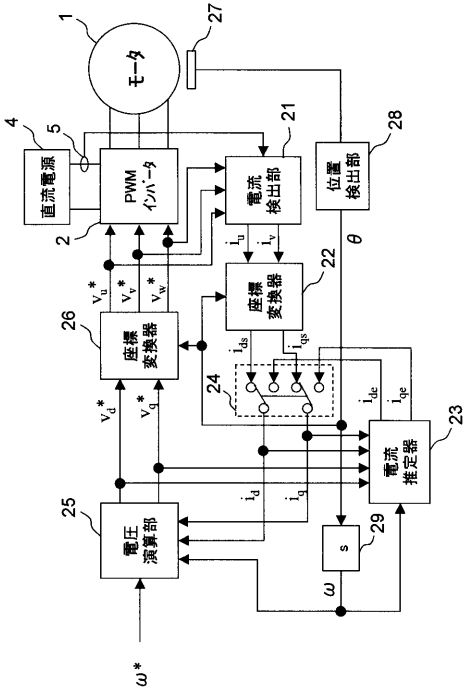 ω*
25
電圧
演算部
v_d*
v_q*
26
座標
変換器
v_u*
v_v*
v_w*
2
PWM
インバータ
4
直流電源
5
1
モータ
27
21
電流
検出部
i_u
i_v
22
座標
変換器
i_ds
i_qs
24
i_d
i_q
i_de
i_qe
23
電流
推定器
28
位置
検出部
θ
29
s
ω